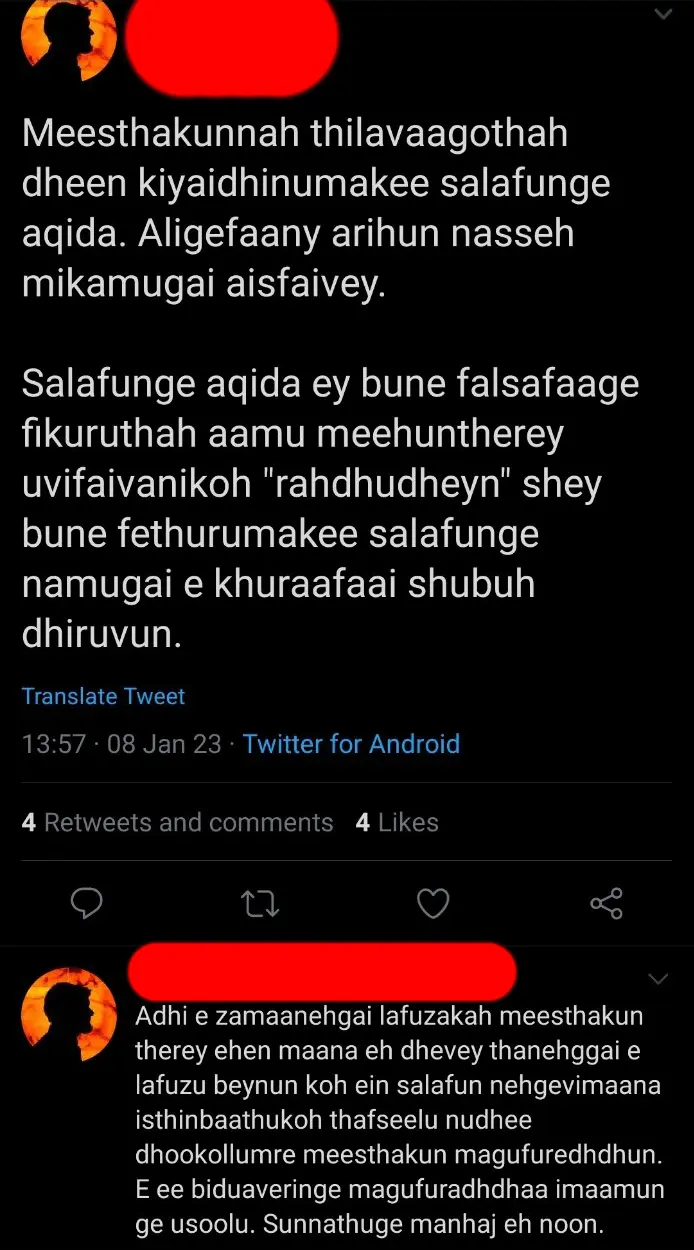 Meesthakunnah thilavaagothah
dheen kiyaidhinumakee salafunge
aqida. Aligefaany arihun nasseh
mikamugai aisfaivey.
Salafunge aqida ey bune falsafaage
fikuruthah aamu meehuntherey
uvifaivanikoh "rahdhudheyn" shey
bune fethurumakee salafunge
namugai e khuraafaai shubuh
dhiruvun.
Translate Tweet
13:57 · 08 Jan 23 · Twitter for Android
4 Retweets and comments 4 Likes
Adhi e zamaanehgai lafuzakah meesthakun
therey ehen maana eh dhevey thanehggai e
lafuzu beynun koh ein salafun nehgevimaana
isthinbaathukoh thafseelu nudhee
dhookollumre meesthakun magufuredhdhun.
E ee biduaveringe magufuradhdhaa imaamun
ge usoolu. Sunnathuge manhaj eh noon.